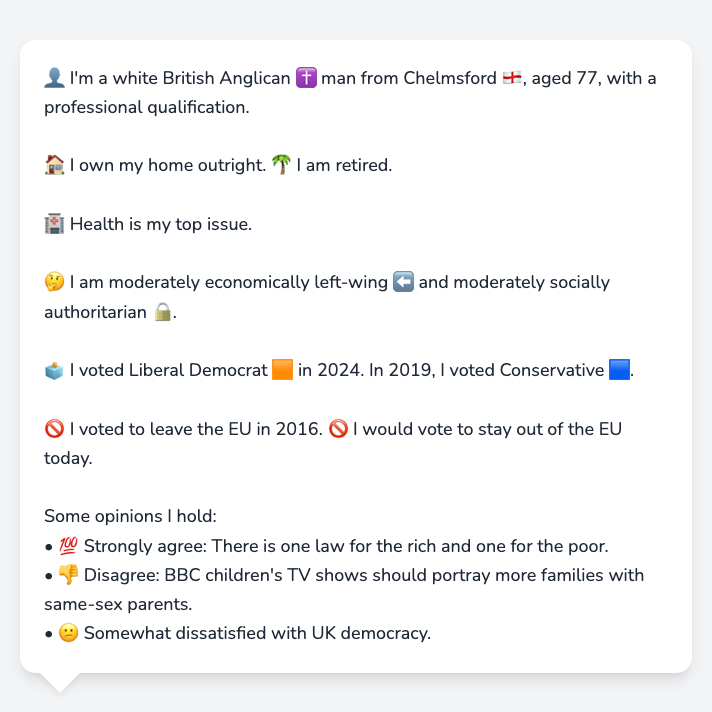 👤 I'm a white British Anglican ✝️ man from Chelmsford 🏴󠁧󠁢󠁥󠁮󠁧󠁿, aged 77, with a
professional qualification.
🏠 I own my home outright. 🌴 I am retired.
🏥 Health is my top issue.
🤔 I am moderately economically left-wing ⬅️ and moderately socially
authoritarian 🔒.
🗳️ I voted Liberal Democrat 🟧 in 2024. In 2019, I voted Conservative 🟦.
🚫 I voted to leave the EU in 2016. 🚫 I would vote to stay out of the EU
today.
Some opinions I hold:
• 💯 Strongly agree: There is one law for the rich and one for the poor.
• 👎 Disagree: BBC children's TV shows should portray more families with
same-sex parents.
• 😕 Somewhat dissatisfied with UK democracy.